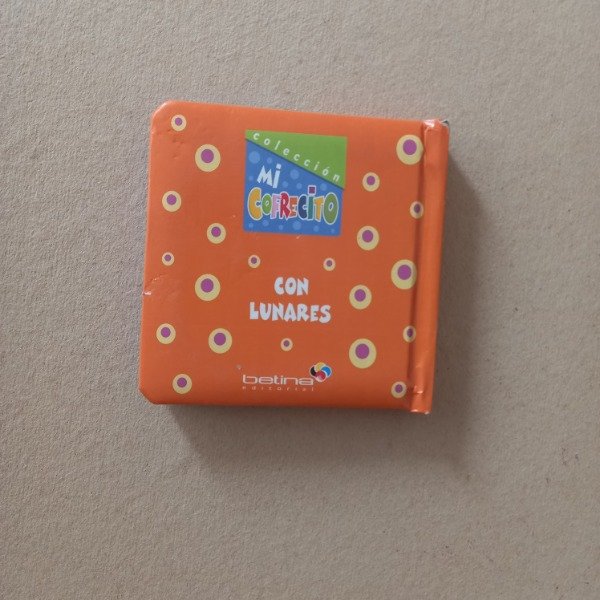 colección
Mi
COFRECITO
CON
LUNARES
betina
editorial